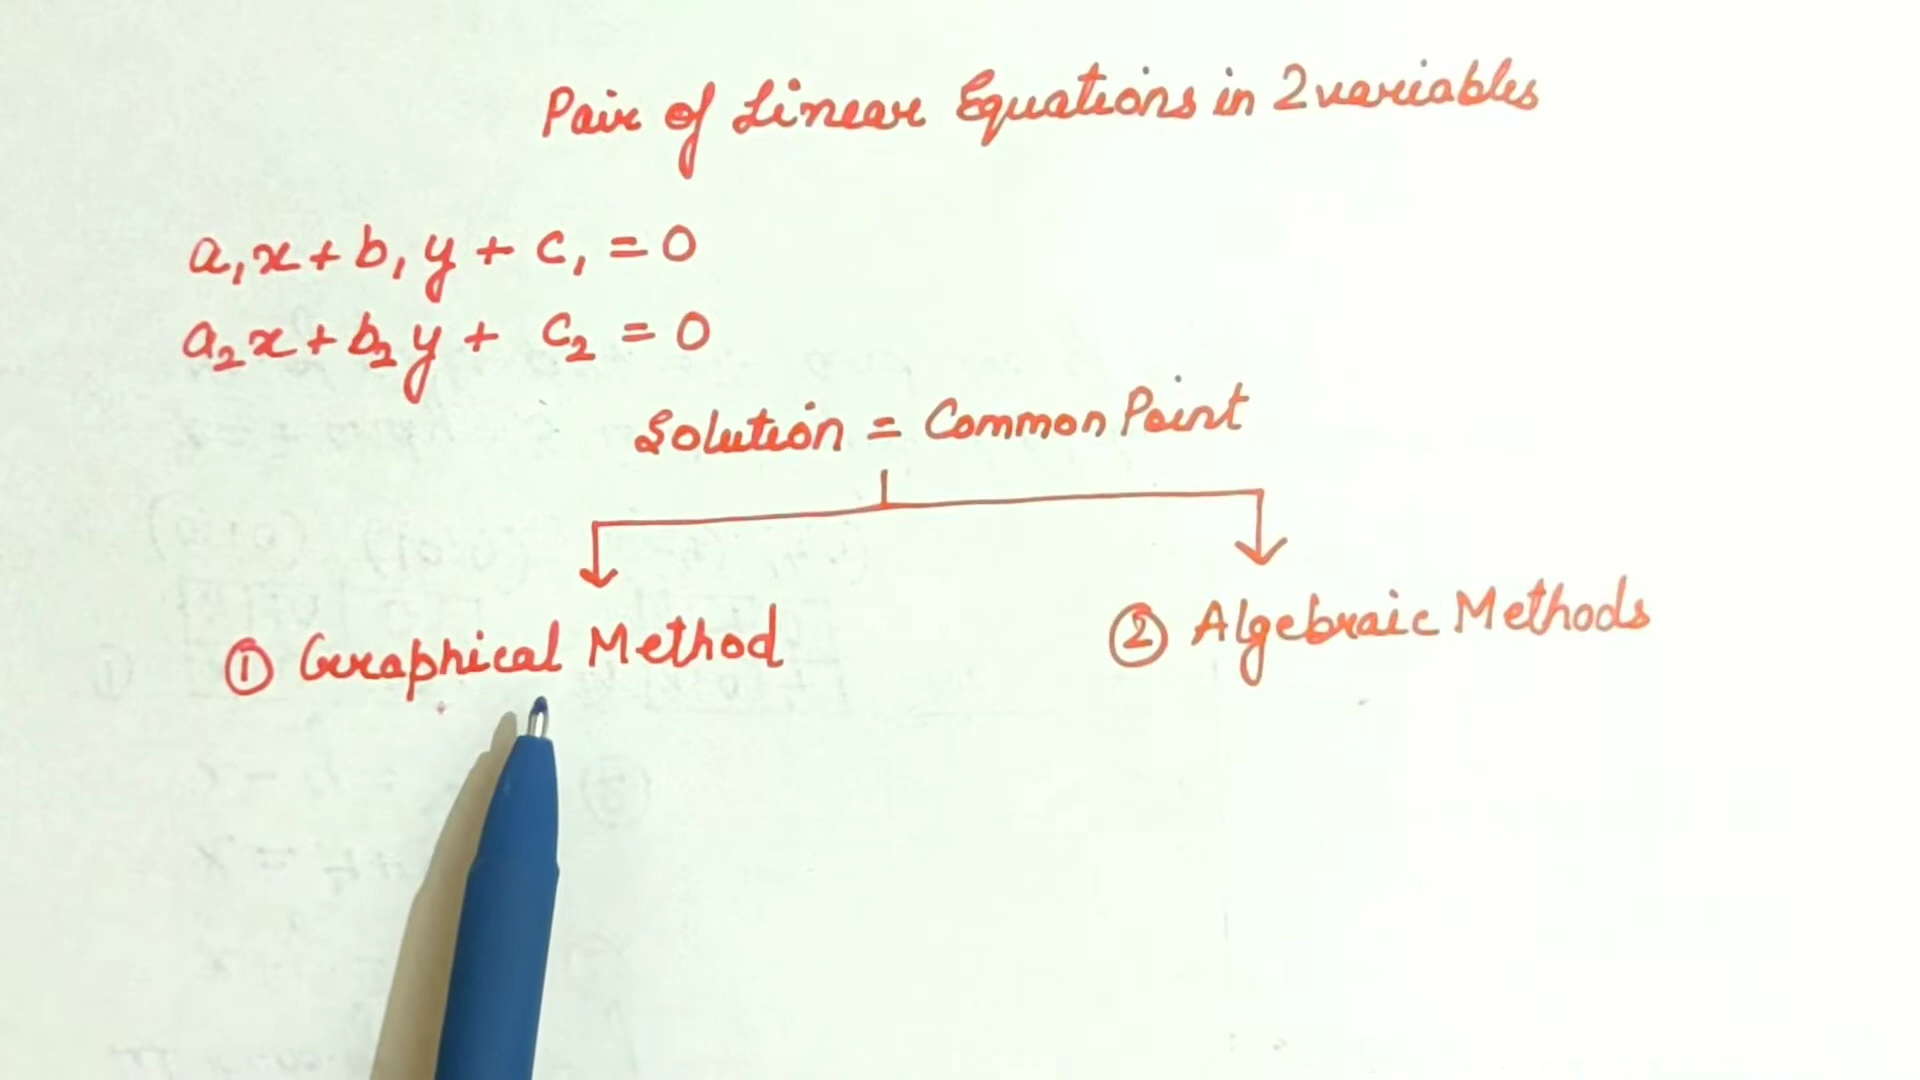 Pair of Linear Equations in 2 variables
a₁x + b₁y + c₁ = 0
a₂x + b₂y + c₂ = 0
Solution = Common Point
① Graphical Method
② Algebraic Methods